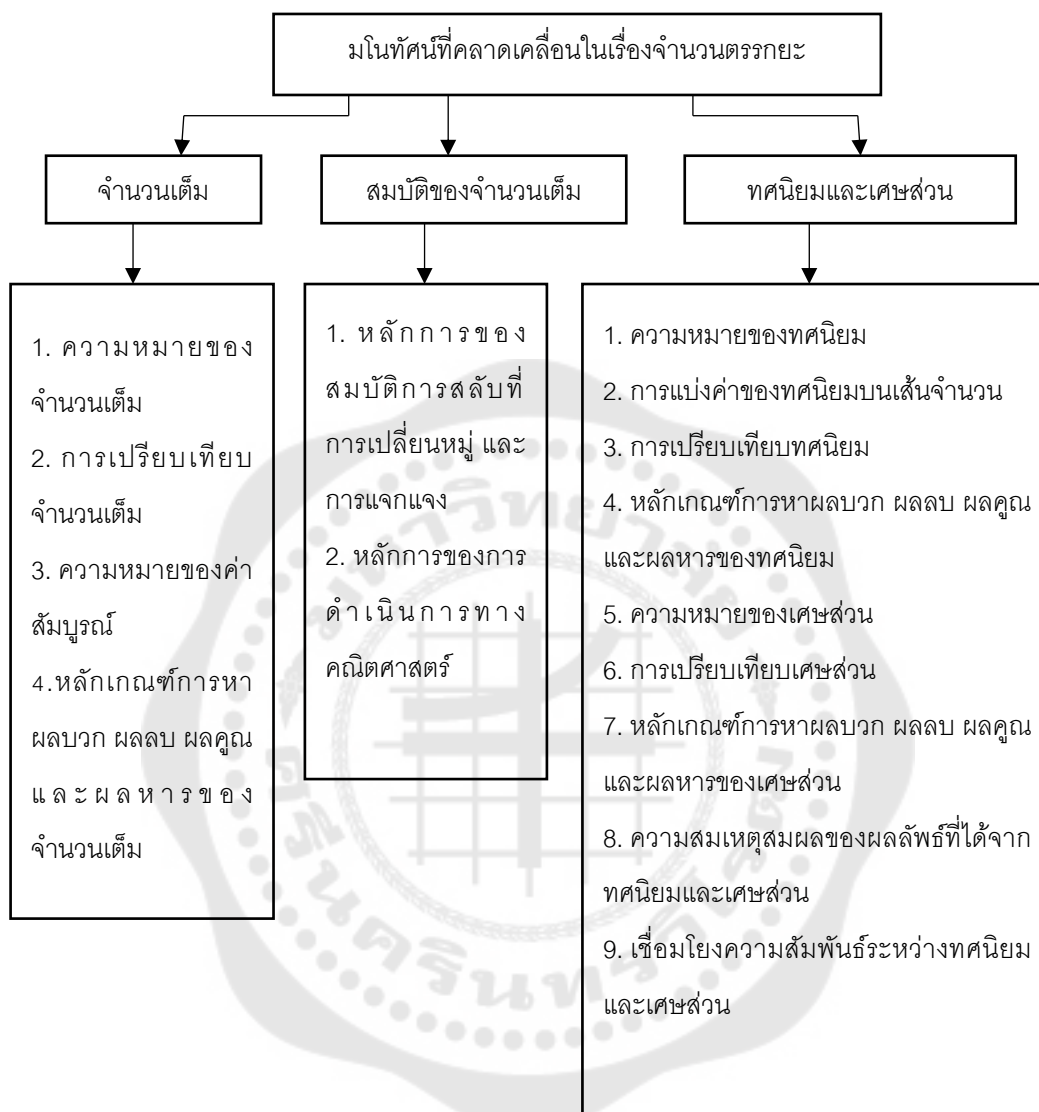 มโนทัศน์ที่คลาดเคลื่อนในเรื่องจำนวนตรรกยะ
จำนวนเต็ม
สมบัติของจำนวนเต็ม
ทศนิยมและเศษส่วน
1. ความหมายของ
จำนวนเต็ม
2. การเปรียบเทียบ
จำนวนเต็ม
3. ความหมายของค่า
สัมบูรณ์
4.หลักเกณฑ์การหา
ผลบวก ผลลบ ผลคูณ
และผลหารของ
จำนวนเต็ม
1. หลักการของ
สมบัติการสลับที่
การเปลี่ยนหมู่ และ
การแจกแจง
2. หลักการของการ
ดำเนินการทาง
คณิตศาสตร์
1. ความหมายของทศนิยม
2. การแบ่งค่าของทศนิยมบนเส้นจำนวน
3. การเปรียบเทียบทศนิยม
4. หลักเกณฑ์การหาผลบวก ผลลบ ผลคูณ
และผลหารของทศนิยม
5. ความหมายของเศษส่วน
6. การเปรียบเทียบเศษส่วน
7. หลักเกณฑ์การหาผลบวก ผลลบ ผลคูณ
และผลหารของเศษส่วน
8. ความสมเหตุสมผลของผลลัพธ์ที่ได้จาก
ทศนิยมและเศษส่วน
9. เชื่อมโยงความสัมพันธ์ระหว่างทศนิยม
และเศษส่วน
มหาวิทยาลัย
ศรีนครินทรวิโรฒ